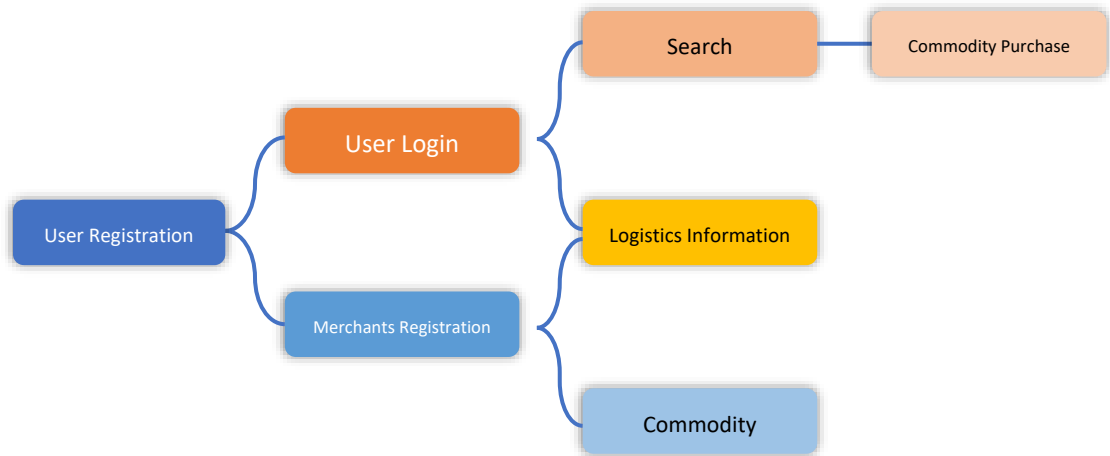 Search
Commodity Purchase
User Login
User Registration
Logistics Information
Merchants Registration
Commodity